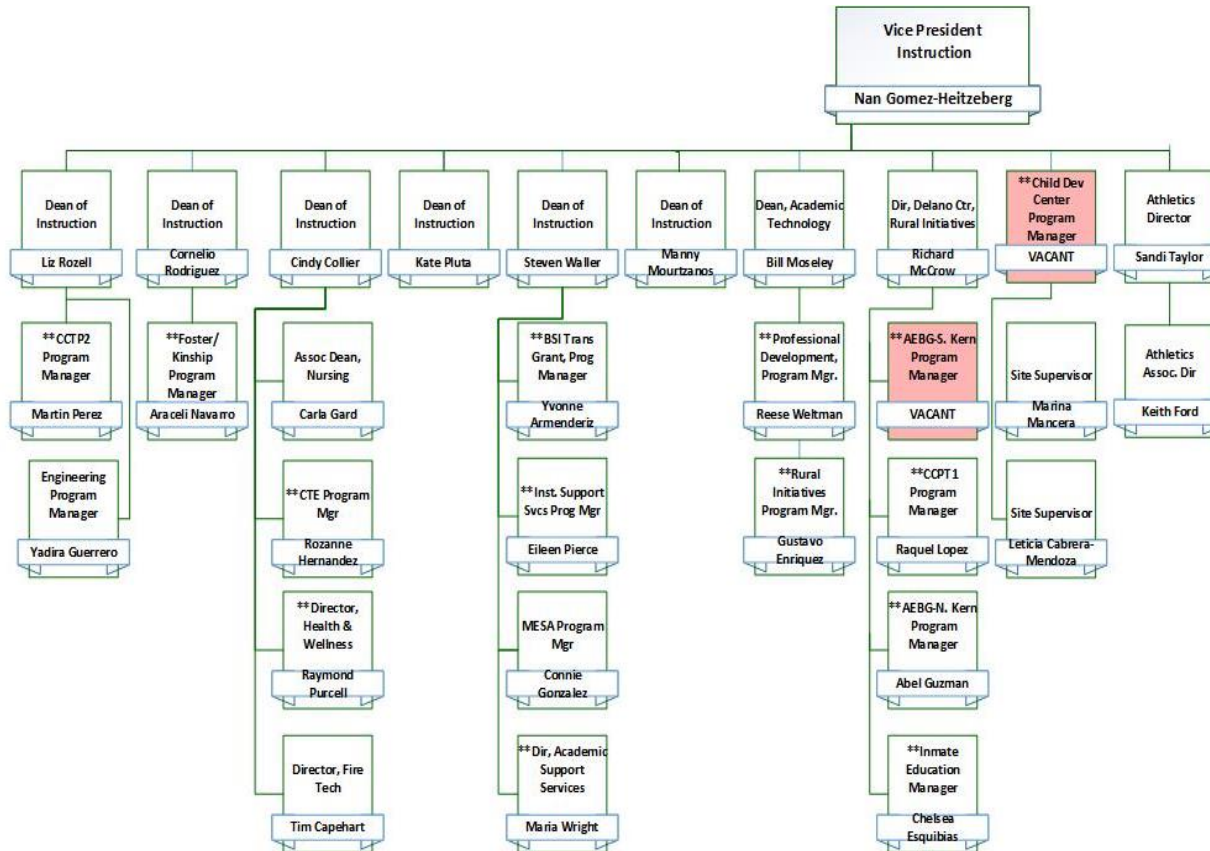 Vice President
Instruction
Nan Gomez-Heitzeberg
Dean of
Instruction
Liz Rozell
Dean of
Instruction
Cornelio
Rodriguez
Dean of
Instruction
Cindy Collier
Dean of
Instruction
Kate Pluta
Dean of
Instruction
Steven Waller
Dean of
Instruction
Manny
Mourtzanos
Dean, Academic
Technology
Bill Moseley
Dir, Delano Ctr,
Rural Initiatives
Richard
McCrow
**Child Dev
Center
Program
Manager
VACANT
Athletics
Director
Sandi Taylor
**CCTP2
Program
Manager
Martin Perez
**Foster/
Kinship
Program
Manager
Araceli Navarro
Assoc Dean,
Nursing
Carla Gard
**BSI Trans
Grant, Prog
Manager
Yvonne
Armenderiz
**Professional
Development,
Program Mgr.
Reese Weltman
**AEBG-S. Kern
Program
Manager
VACANT
Site Supervisor
Marina
Mancera
Athletics
Assoc. Dir
Keith Ford
Engineering
Program
Manager
Yadira Guerrero
**CTE Program
Mgr
Rozanne
Hernandez
**Inst. Support
Svcs Prog Mgr
Eileen Pierce
**Rural
Initiatives
Program Mgr.
Gustavo
Enriquez
**CCPT1
Program
Manager
Raquel Lopez
Site Supervisor
Leticia Cabrera-
Mendoza
**Director,
Health &
Wellness
Raymond
Purcell
MESA Program
Mgr
Connie
Gonzalez
**AEBG-N. Kern
Program
Manager
Abel Guzman
Director, Fire
Tech
Tim Capehart
**Dir, Academic
Support
Services
Maria Wright
**Inmate
Education
Manager
Chelsea
Esquibias